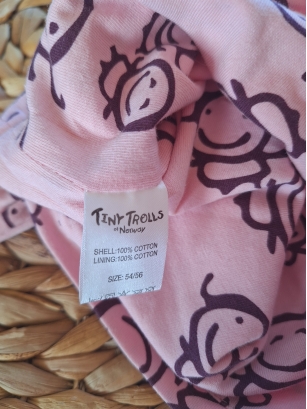 TINY TROLLS
of Norway
SHELL:100% COTTON
LINING:100% COTTON
SIZE: 54/56